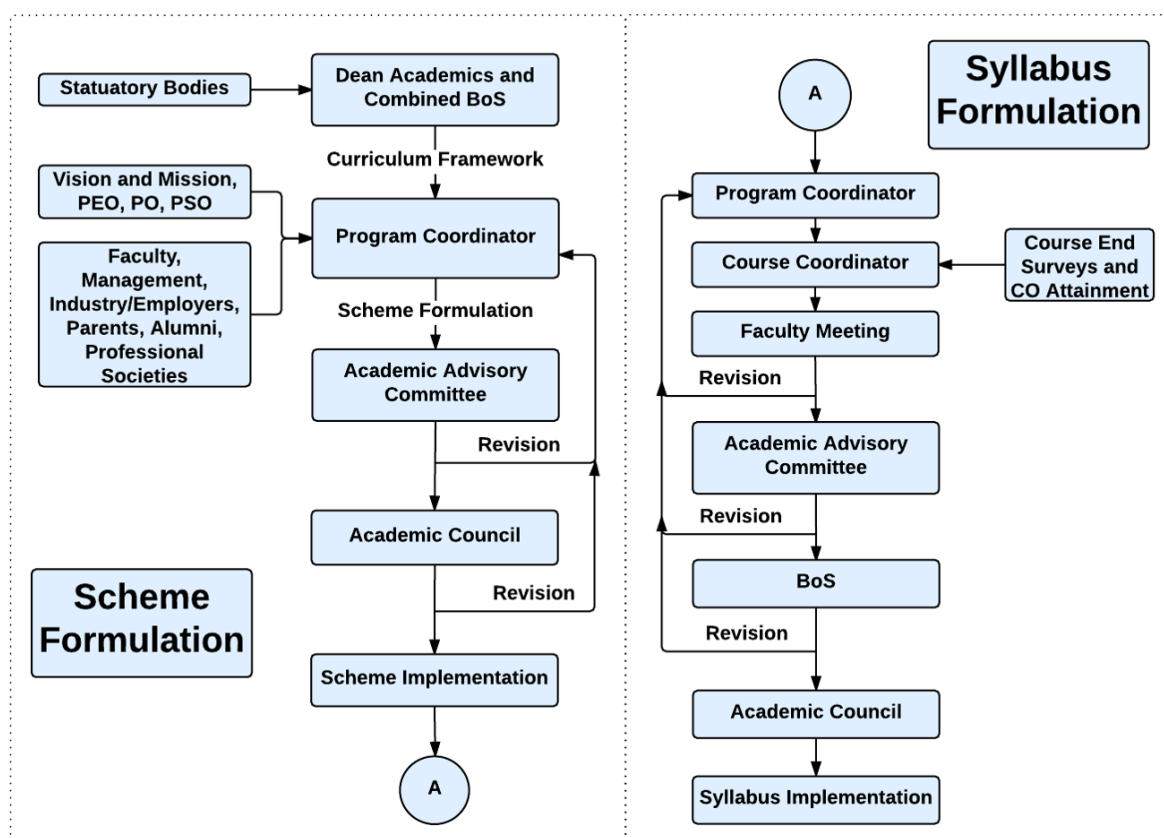 Statuatory Bodies
Dean Academics and
Combined BoS
Curriculum Framework
Vision and Mission,
PEO, PO, PSO
Program Coordinator
Faculty,
Management,
Industry/Employers,
Parents, Alumni,
Professional
Societies
Scheme Formulation
Academic Advisory
Committee
Revision
Academic Council
Revision
Scheme
Formulation
Scheme Implementation
A
Syllabus
Formulation
A
Program Coordinator
Course Coordinator
Course End
Surveys and
CO Attainment
Faculty Meeting
Revision
Academic Advisory
Committee
Revision
BoS
Revision
Academic Council
Syllabus Implementation